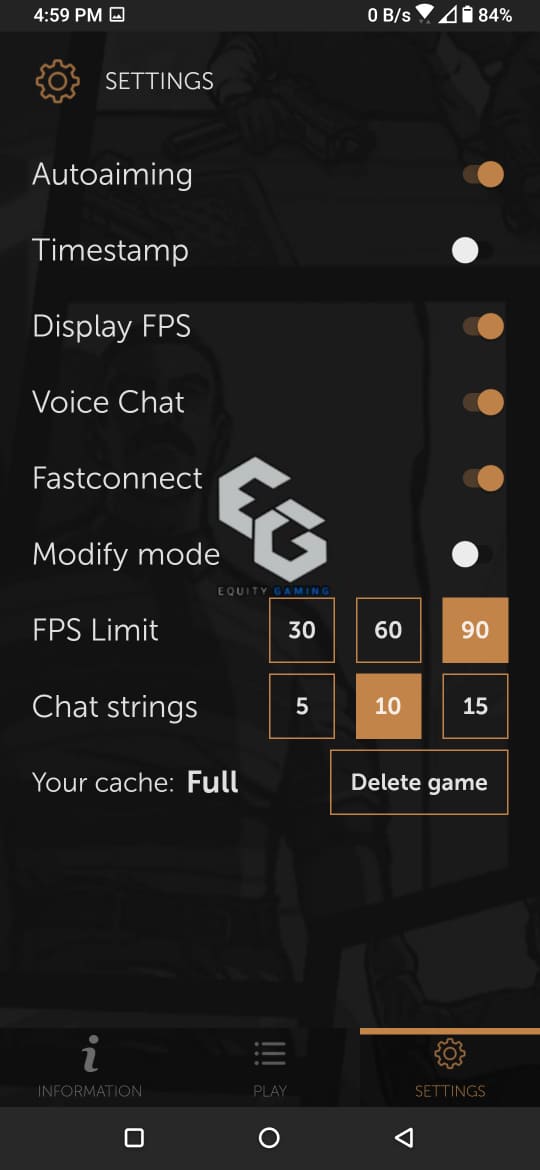 4:59 PM 0 B/s 84%
SETTINGS
Autoaiming
Timestamp
Display FPS
Voice Chat
Fastconnect
EG
Modify mode
EQUITY GAMING
FPS Limit 30 60 90
Chat strings 5 10 15
Your cache: Full Delete game
INFORMATION PLAY SETTINGS